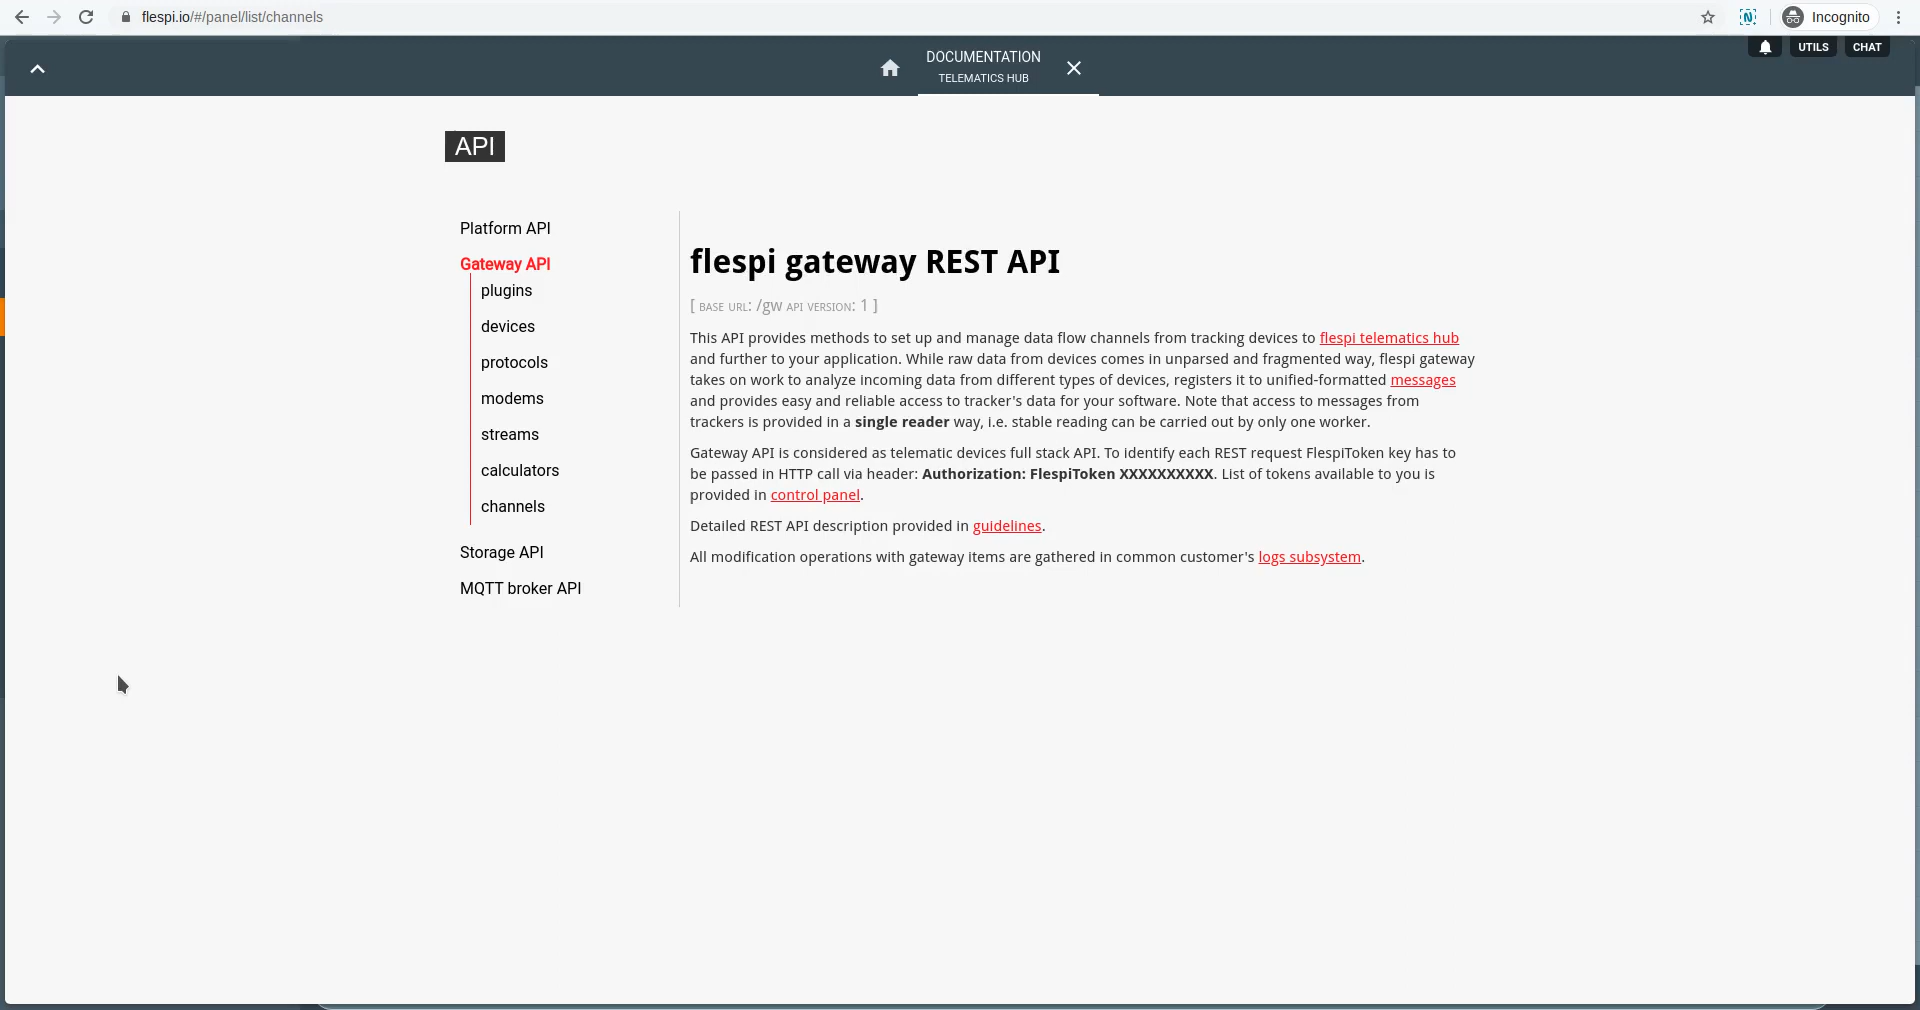 flespi.io/#/panel/list/channels
Incognito
DOCUMENTATION
TELEMATICS HUB
UTILS
CHAT
API
Platform API
Gateway API
plugins
devices
protocols
modems
streams
calculators
channels
Storage API
MQTT broker API
flespi gateway REST API
[ BASE URL: /gw API VERSION: 1 ]
This API provides methods to set up and manage data flow channels from tracking devices to flespi telematics hub
and further to your application. While raw data from devices comes in unparsed and fragmented way, flespi gateway
takes on work to analyze incoming data from different types of devices, registers it to unified-formatted messages
and provides easy and reliable access to tracker's data for your software. Note that access to messages from
trackers is provided in a single reader way, i.e. stable reading can be carried out by only one worker.
Gateway API is considered as telematic devices full stack API. To identify each REST request FlespiToken key has to
be passed in HTTP call via header: Authorization: FlespiToken XXXXXXXXXX. List of tokens available to you is
provided in control panel.
Detailed REST API description provided in guidelines.
All modification operations with gateway items are gathered in common customer's logs subsystem.